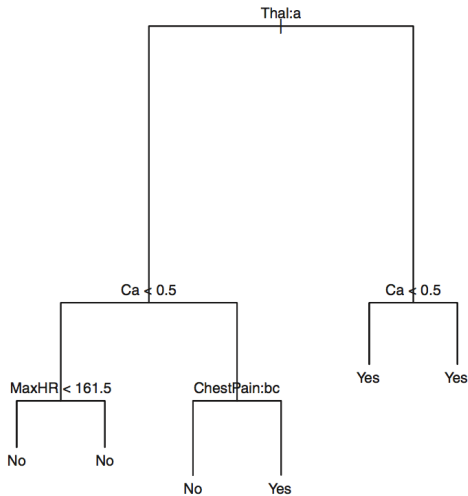 Thal:a
Ca < 0.5
Ca < 0.5
MaxHR < 161.5
ChestPain:bc
Yes
Yes
No
No
No
Yes